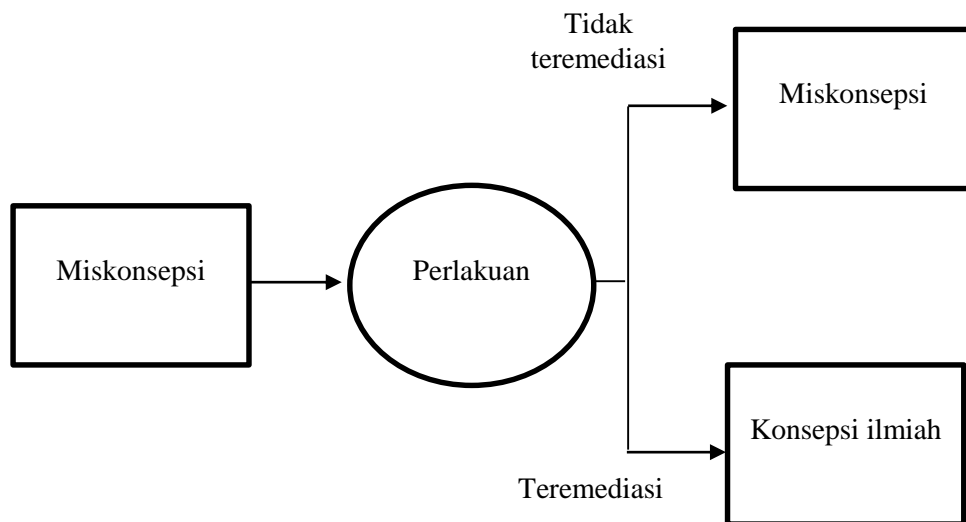 Tidak
teremediasi
Miskonsepsi
Miskonsepsi
Perlakuan
Konsepsi ilmiah
Teremediasi